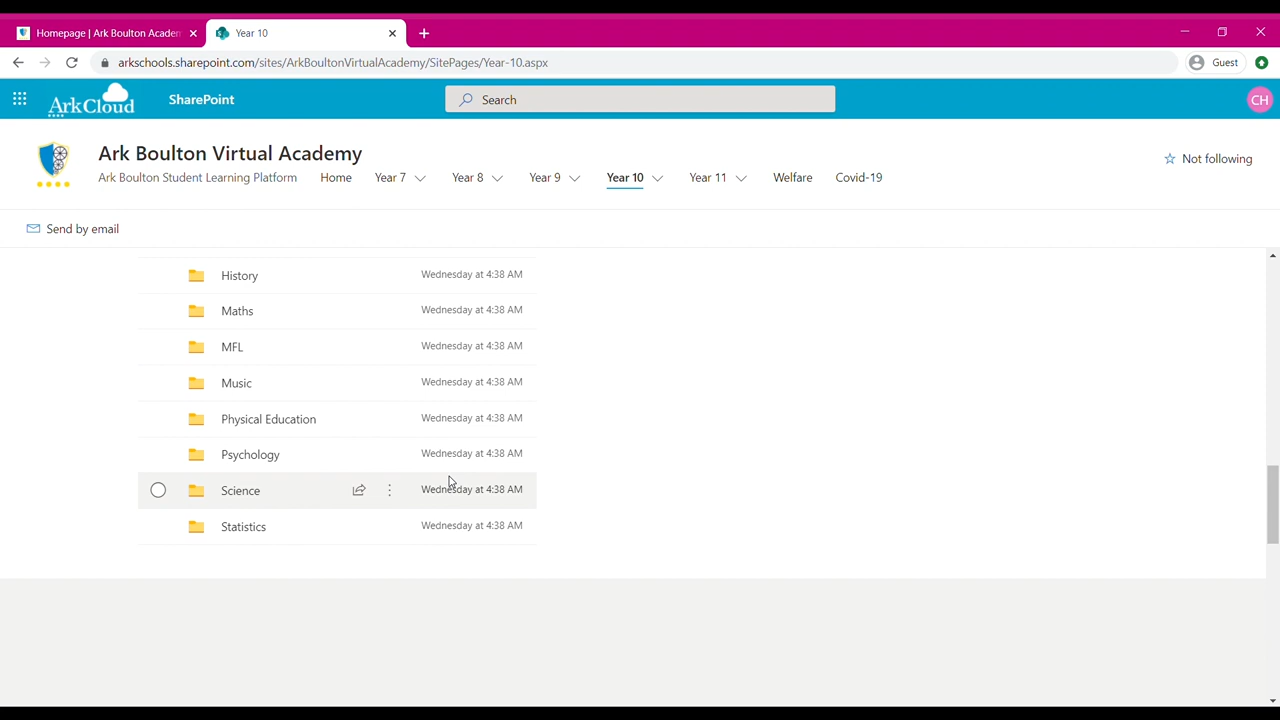 Homepage | Ark Boulton Academ
Year 10
arkschools.sharepoint.com/sites/ArkBoultonVirtualAcademy/SitePages/Year-10.aspx
Guest
ArkCloud
SharePoint
Search
CH
Ark Boulton Virtual Academy
Not following
Ark Boulton Student Learning Platform
Home
Year 7
Year 8
Year 9
Year 10
Year 11
Welfare
Covid-19
Send by email
History Wednesday at 4:38 AM
Maths Wednesday at 4:38 AM
MFL Wednesday at 4:38 AM
Music Wednesday at 4:38 AM
Physical Education Wednesday at 4:38 AM
Psychology Wednesday at 4:38 AM
Science Wednesday at 4:38 AM
Statistics Wednesday at 4:38 AM